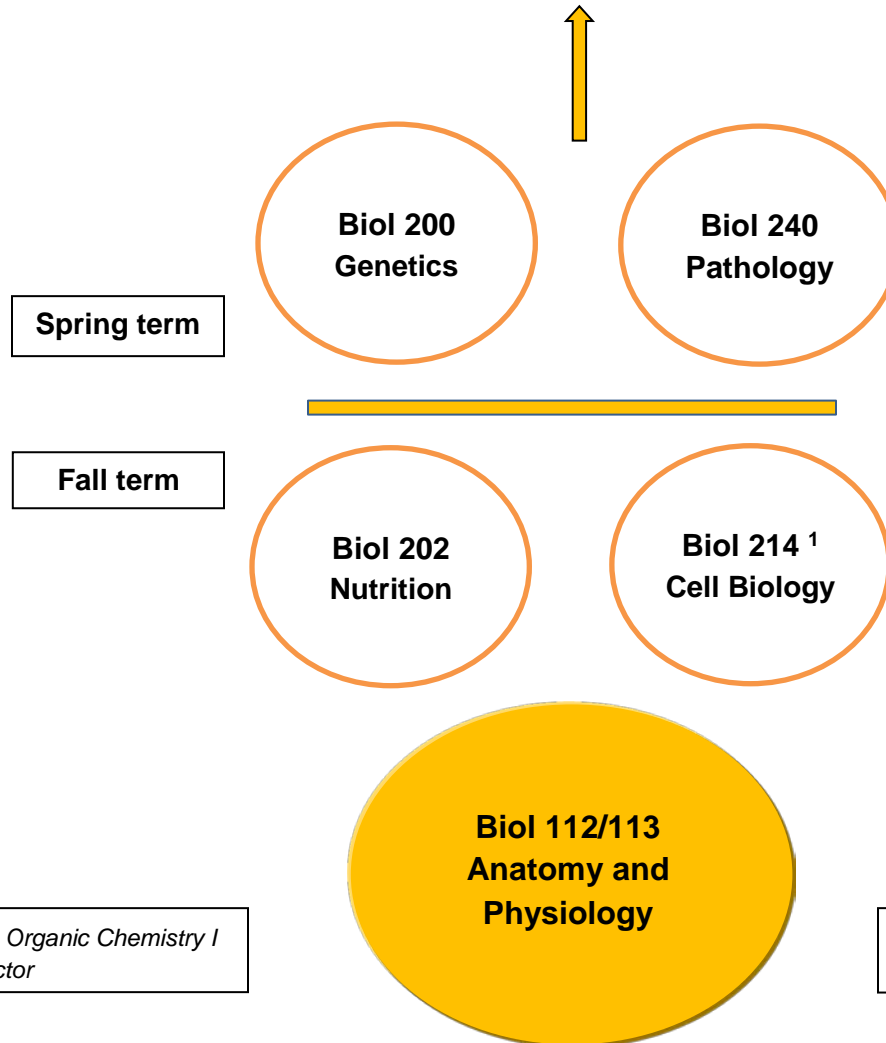 Biol 200
Genetics
Biol 240
Pathology
Spring term
Fall term
Biol 202
Nutrition
Biol 214 ¹
Cell Biology
Biol 112/113
Anatomy and
Physiology
Organic Chemistry I